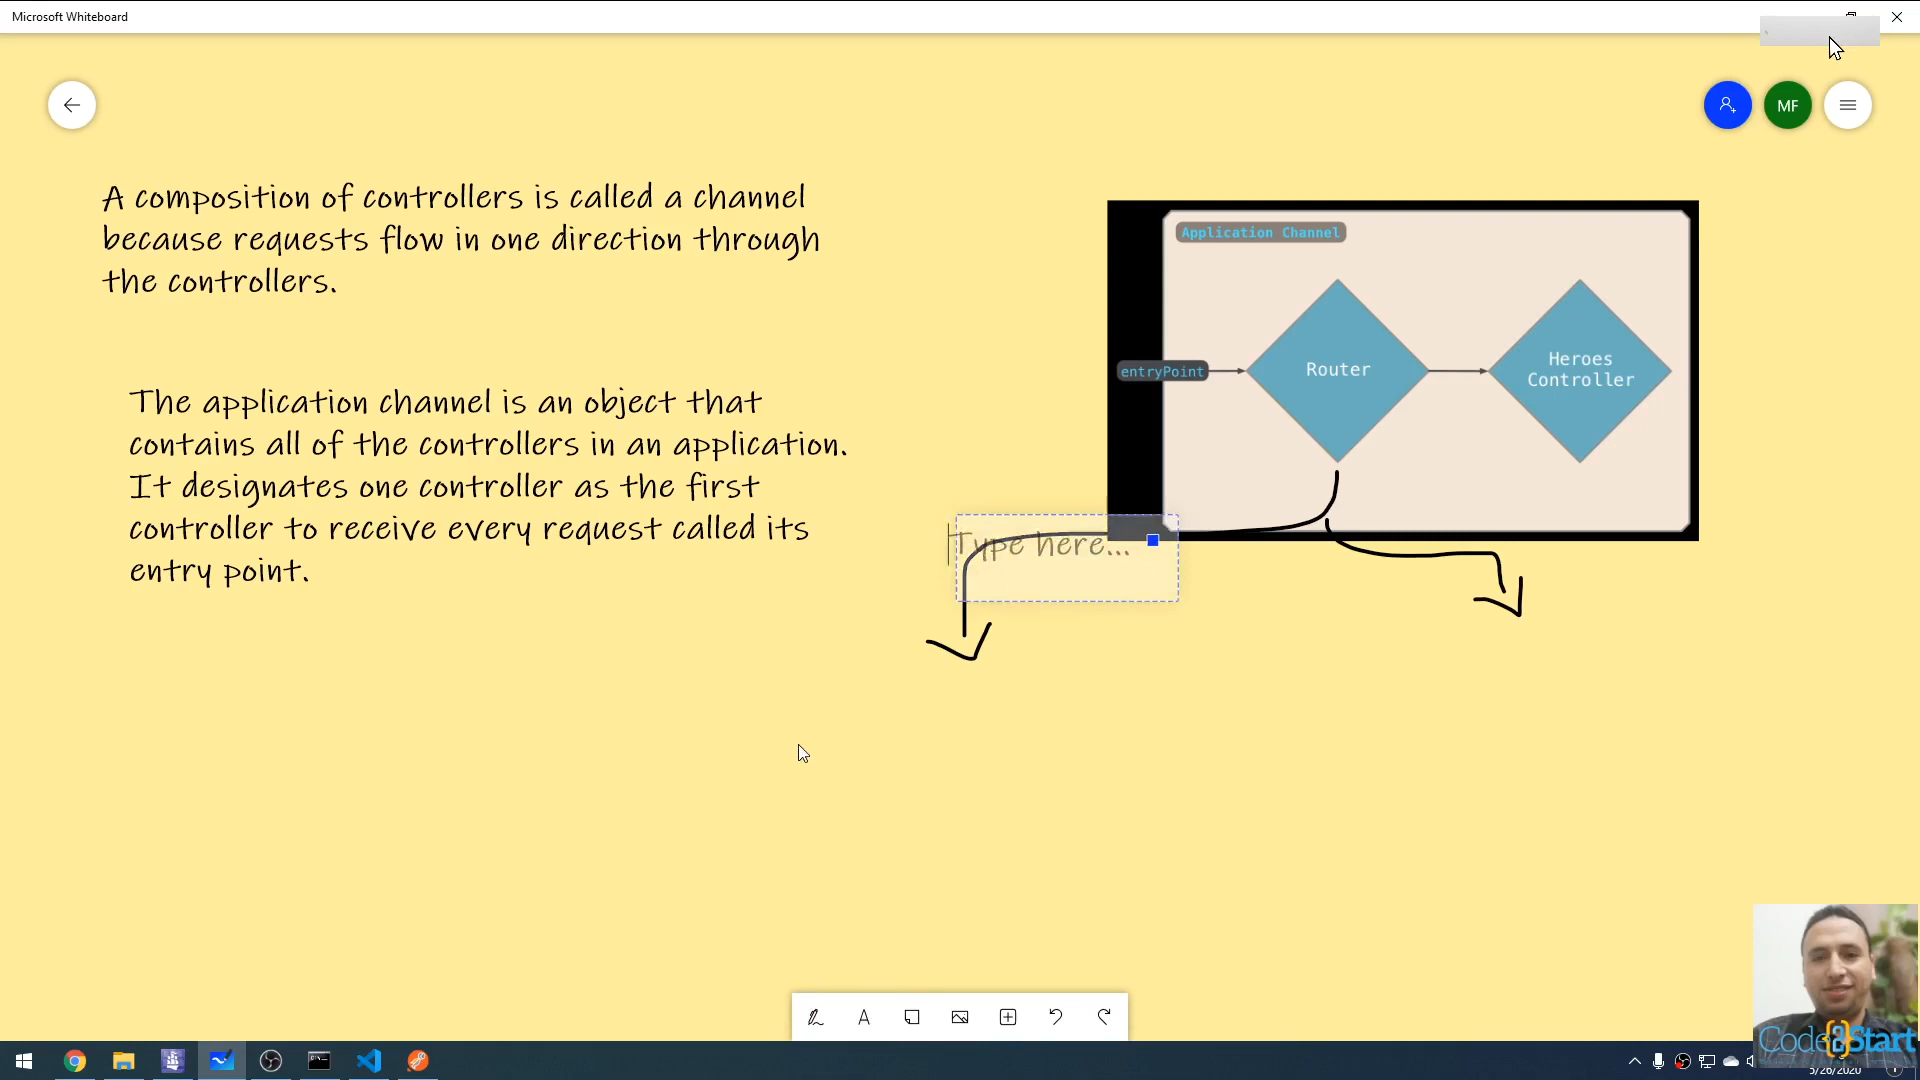 Microsoft Whiteboard
MF
A composition of controllers is called a channel
because requests flow in one direction through
the controllers.
The application channel is an object that
contains all of the controllers in an application.
It designates one controller as the first
controller to receive every request called its
entry point.
Application Channel
entryPoint
Router
Heroes
Controller
Type here...
Code2Start
5/26/2020